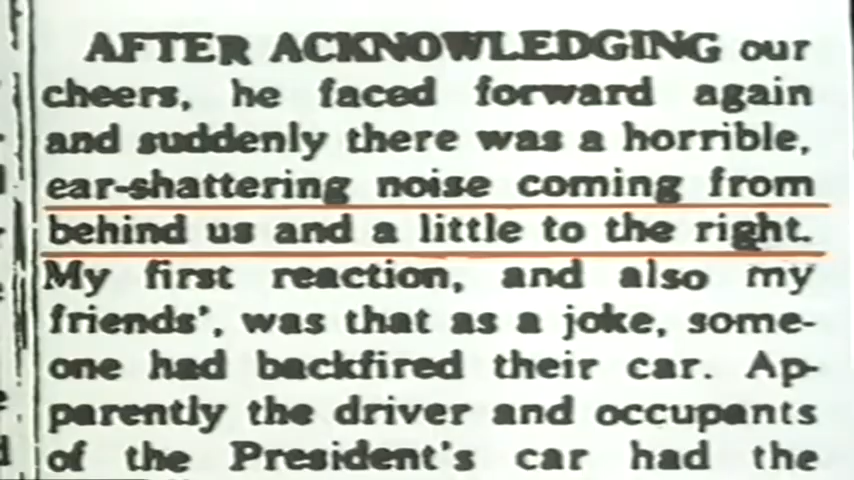 AFTER ACKNOWLEDGING our
cheers, he faced forward again
and suddenly there was a horrible,
ear-shattering noise coming from
behind us and a little to the right.
My first reaction, and also my
friends', was that as a joke, some-
one had backfired their car. Ap-
parently the driver and occupants
of the President's car had the